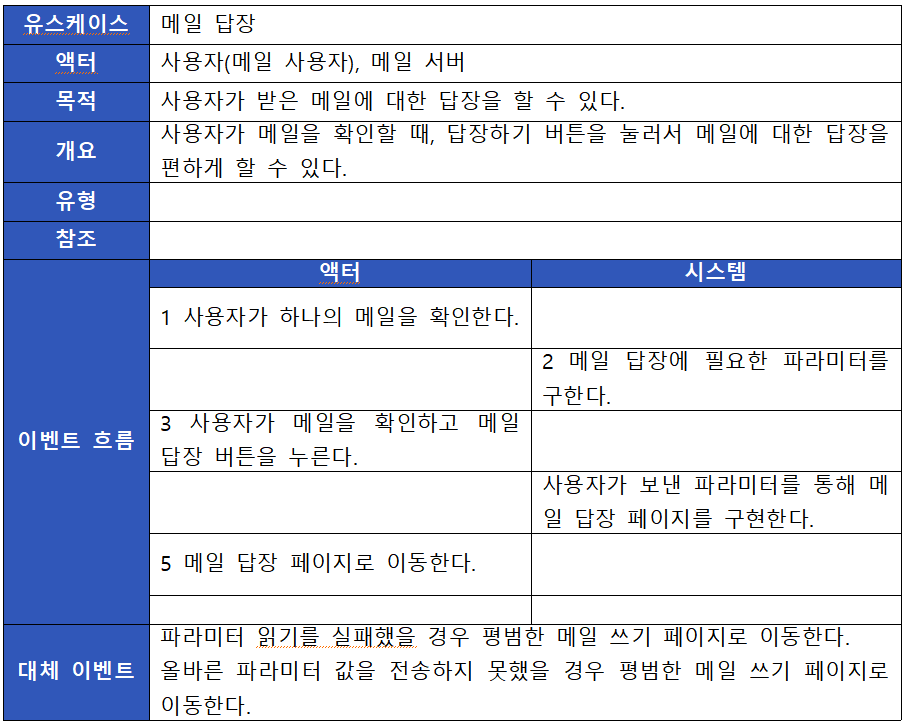 유스케이스 메일 답장
액터 사용자(메일 사용자), 메일 서버
목적 사용자가 받은 메일에 대한 답장을 할 수 있다.
개요 사용자가 메일을 확인할 때, 답장하기 버튼을 눌러서 메일에 대한 답장을
편하게 할 수 있다.
유형
참조
액터 시스템
1 사용자가 하나의 메일을 확인한다.
2 메일 답장에 필요한 파라미터를
구한다.
이벤트 흐름
3 사용자가 메일을 확인하고 메일
답장 버튼을 누른다.
사용자가 보낸 파라미터를 통해 메
일 답장 페이지를 구현한다.
5 메일 답장 페이지로 이동한다.
대체 이벤트
파라미터 읽기를 실패했을 경우 평범한 메일 쓰기 페이지로 이동한다.
올바른 파라미터 값을 전송하지 못했을 경우 평범한 메일 쓰기 페이지로
이동한다.